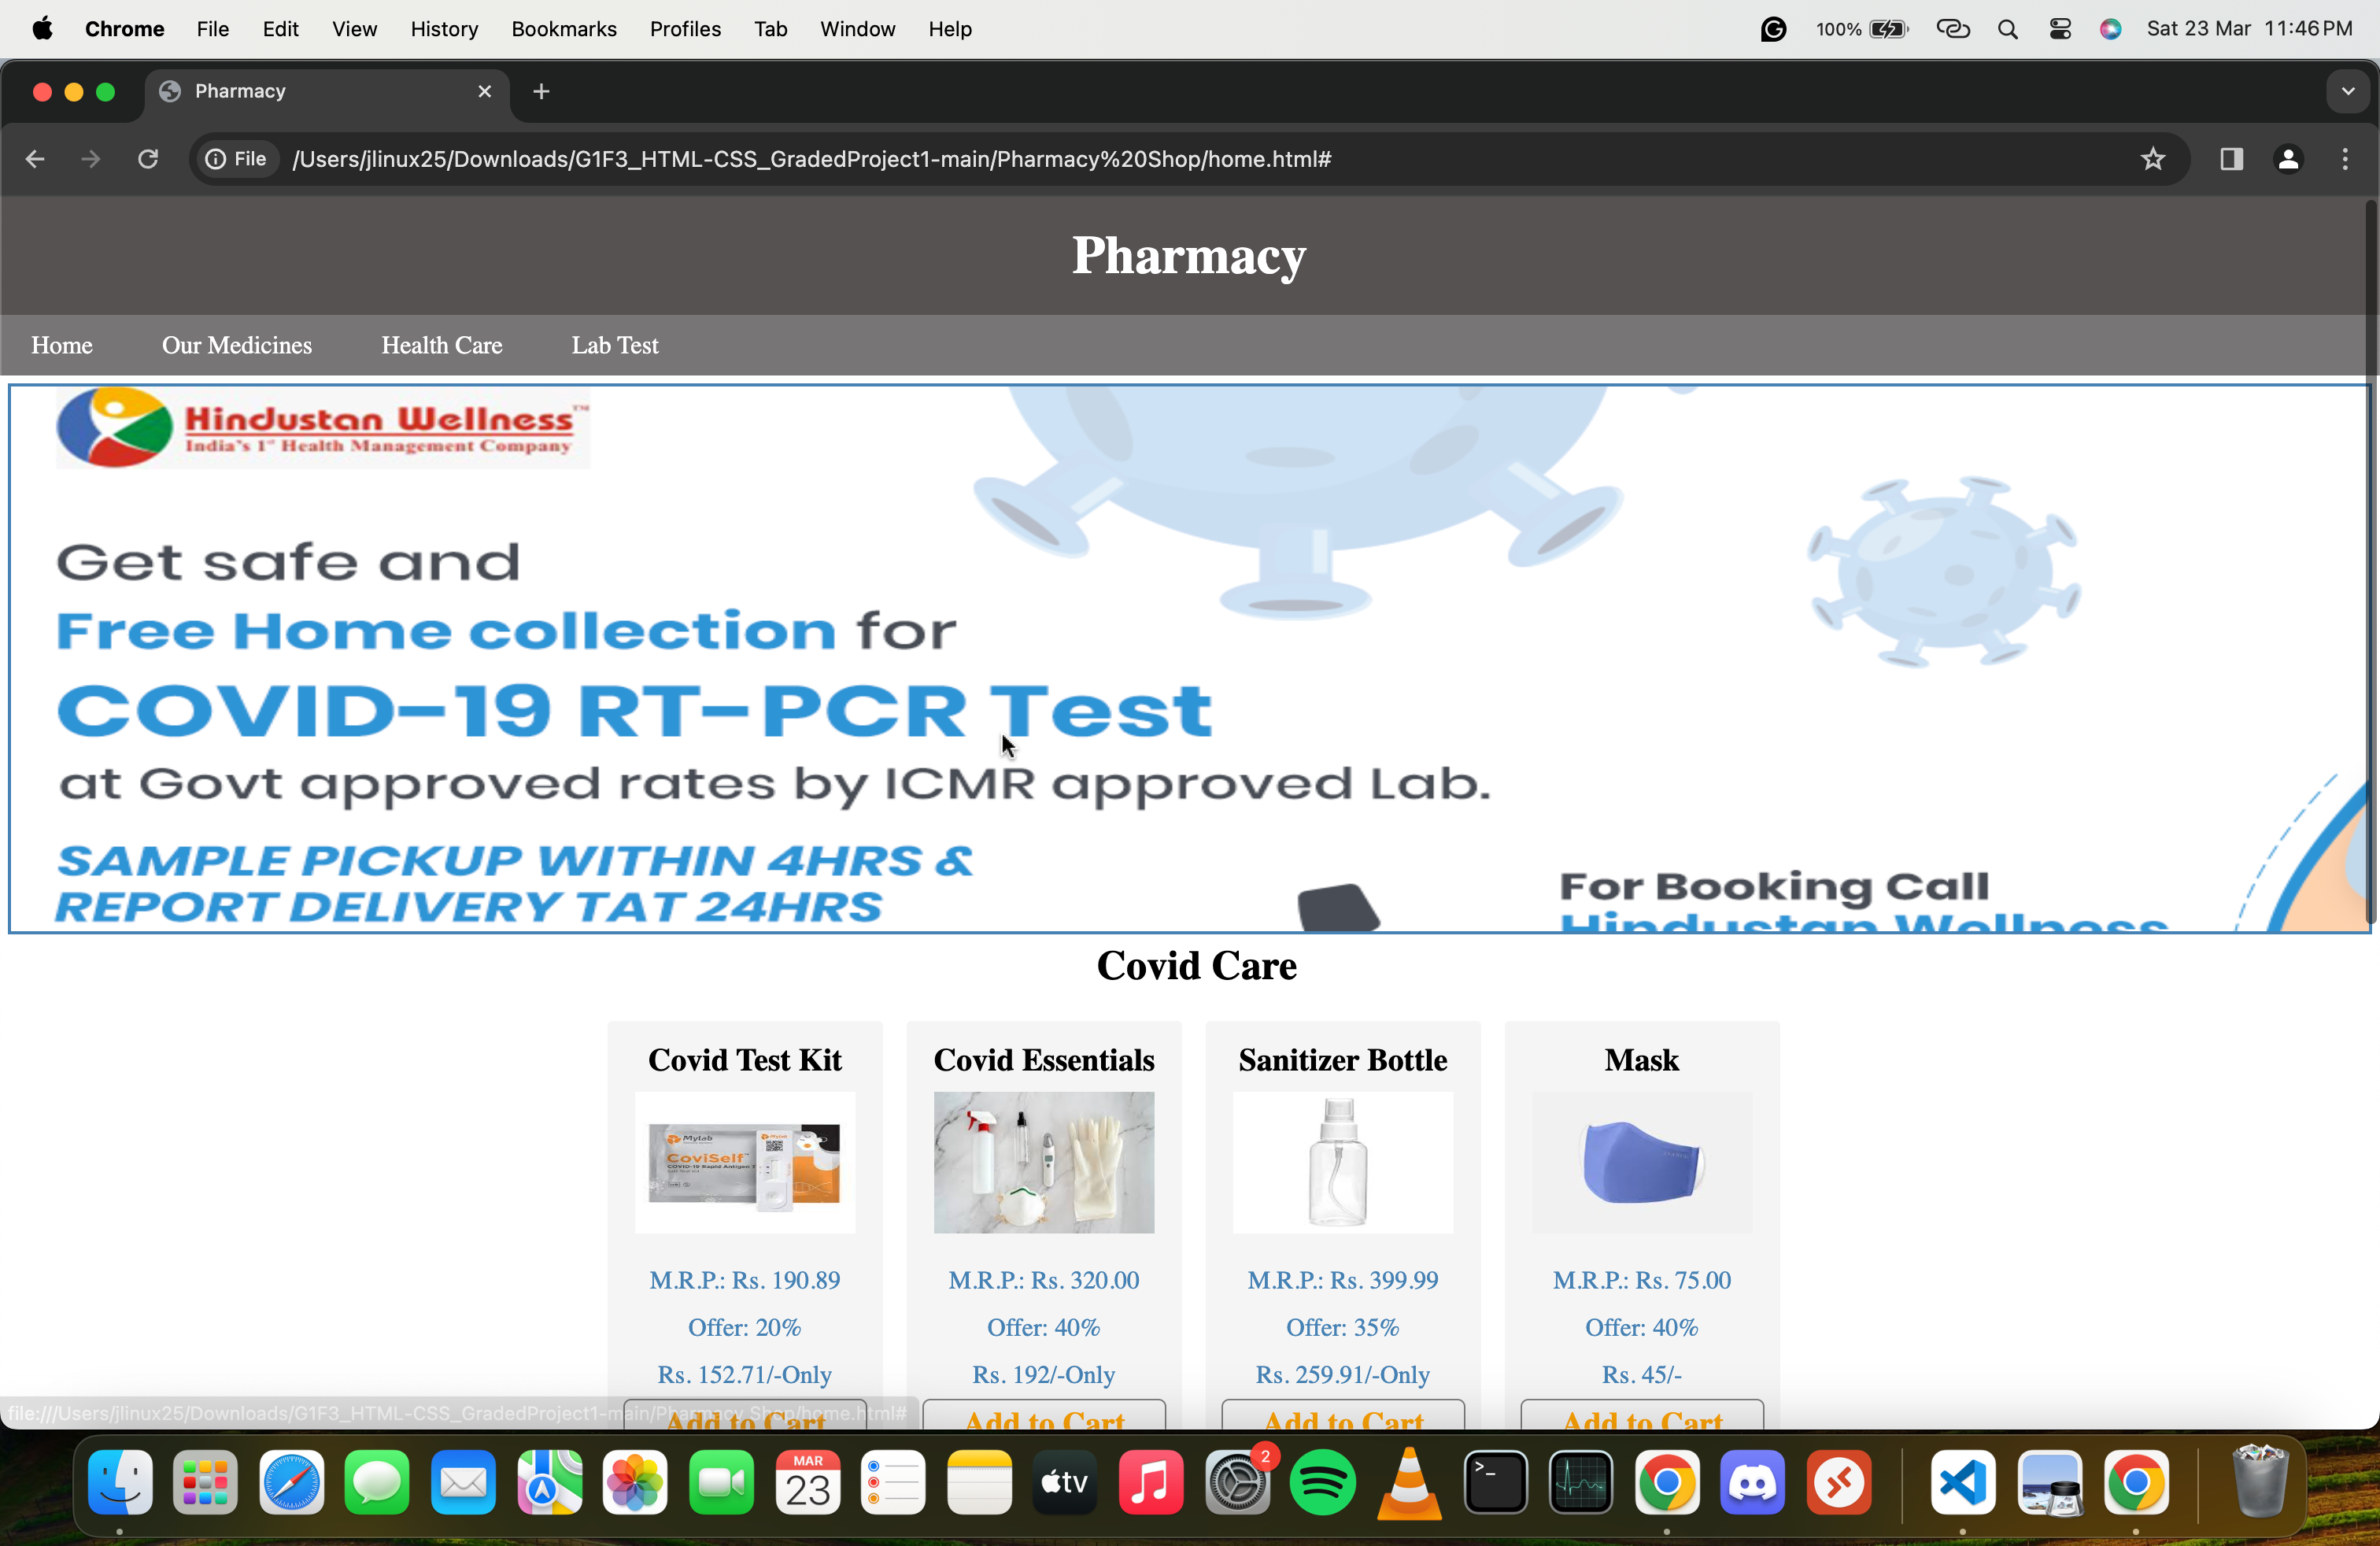 Chrome File Edit View History Bookmarks Profiles Tab Window Help 100% Sat 23 Mar 11:46 PM
Pharmacy
File /Users/jlinux25/Downloads/G1F3_HTML-CSS_GradedProject1-main/Pharmacy%20Shop/home.html#
Pharmacy
Home Our Medicines Health Care Lab Test
Hindustan Wellness™
India's 1st Health Management Company
Get safe and
Free Home collection for
COVID-19 RT-PCR Test
at Govt approved rates by ICMR approved Lab.
SAMPLE PICKUP WITHIN 4HRS &
REPORT DELIVERY TAT 24HRS
For Booking Call
Hindustan Wellness
Covid Care
Covid Test Kit Covid Essentials Sanitizer Bottle Mask
Mylab
CoviSelf™
M.R.P.: Rs. 190.89 M.R.P.: Rs. 320.00 M.R.P.: Rs. 399.99 M.R.P.: Rs. 75.00
Offer: 20% Offer: 40% Offer: 35% Offer: 40%
Rs. 152.71/-Only Rs. 192/-Only Rs. 259.91/-Only Rs. 45/-
Add to Cart Add to Cart Add to Cart Add to Cart
file:///Users/jlinux25/Downloads/G1F3_HTML-CSS_GradedProject1-main/Pharmacy Shop/home.html#
MAR
23
tv
2
>_